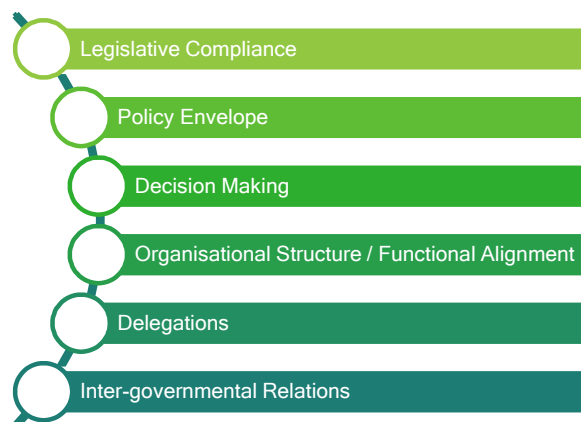 Legislative Compliance
Policy Envelope
Decision Making
Organisational Structure / Functional Alignment
Delegations
Inter-governmental Relations